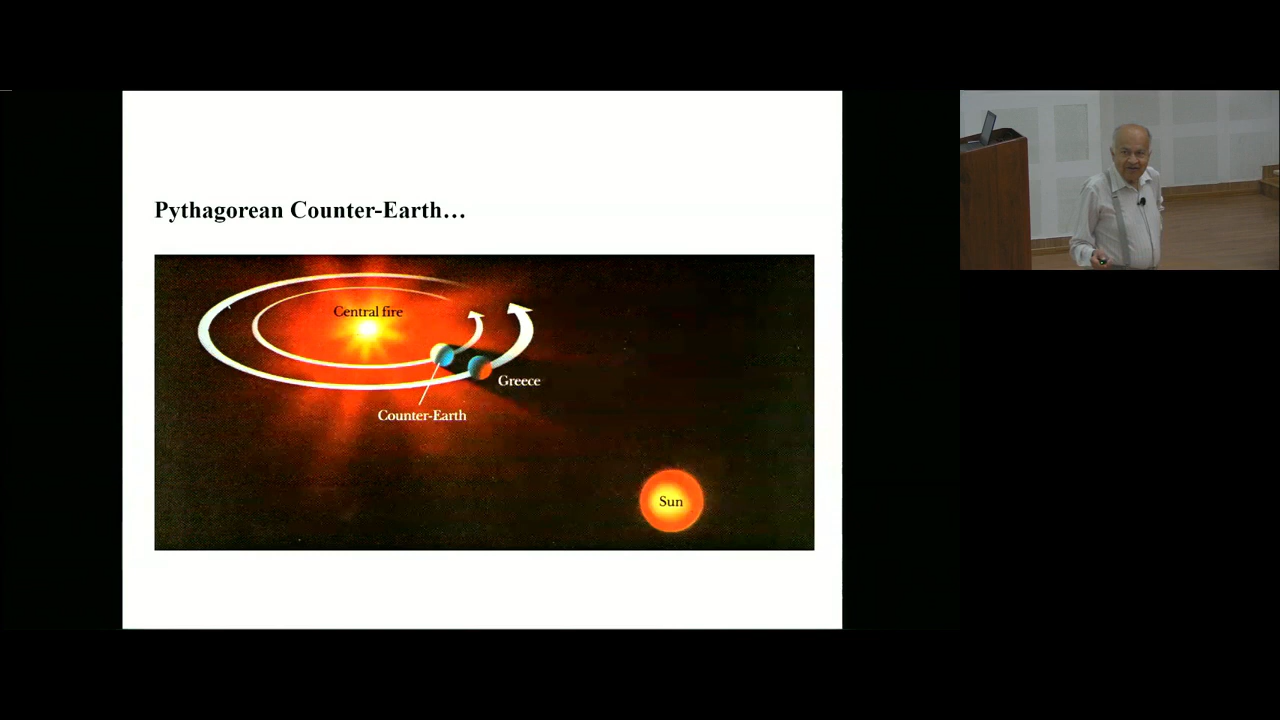 Pythagorean Counter-Earth…
Central fire
Greece
Counter-Earth
Sun